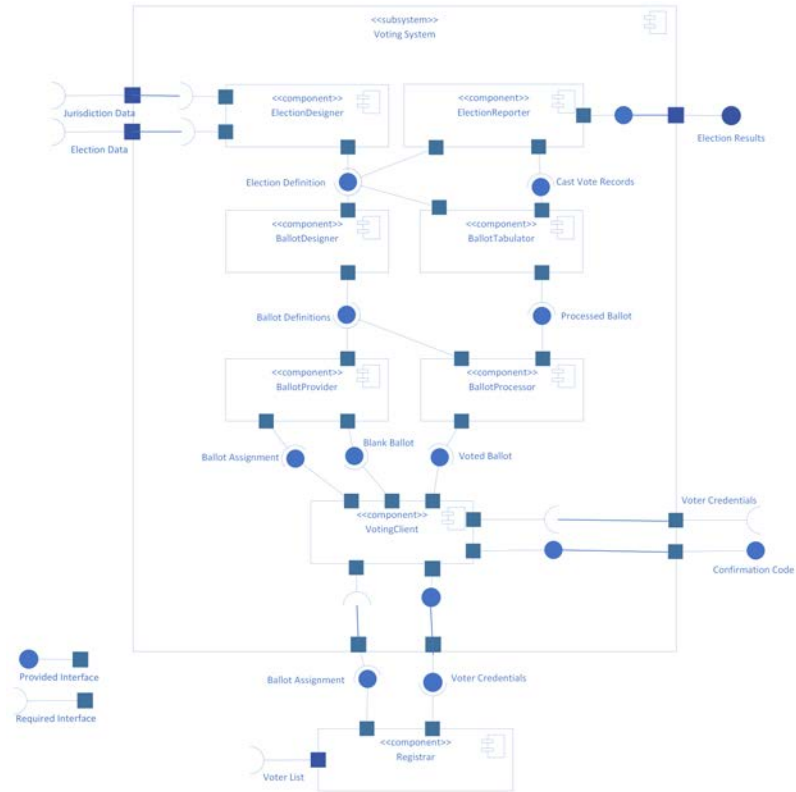 <<subsystem>>
Voting System
<<component>>
ElectionDesigner
<<component>>
ElectionReporter
Jurisdiction Data
Election Data
Election Results
Election Definition
Cast Vote Records
<<component>>
BallotDesigner
<<component>>
BallotTabulator
Ballot Definitions
Processed Ballot
<<component>>
BallotProvider
<<component>>
BallotProcessor
Ballot Assignment
Blank Ballot
Voted Ballot
<<component>>
VotingClient
Voter Credentials
Confirmation Code
Provided Interface
Required Interface
Ballot Assignment
Voter Credentials
<<component>>
Registrar
Voter List